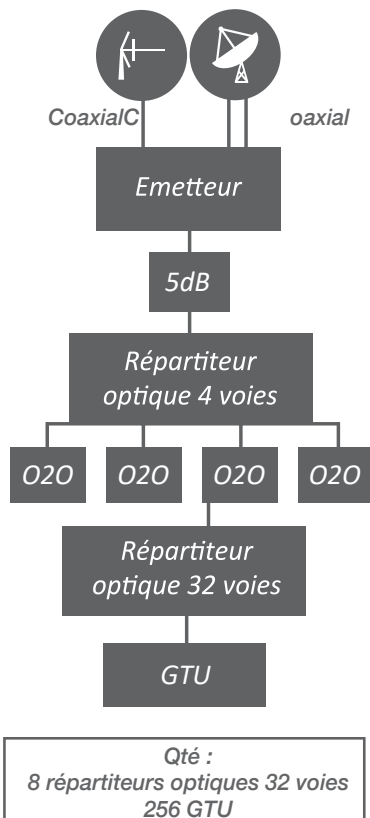 CoaxialC oaxial
Emetteur
5dB
Répartiteur
optique 4 voies
O2O O2O O2O O2O
Répartiteur
optique 32 voies
GTU
Qté :
8 répartiteurs optiques 32 voies
256 GTU